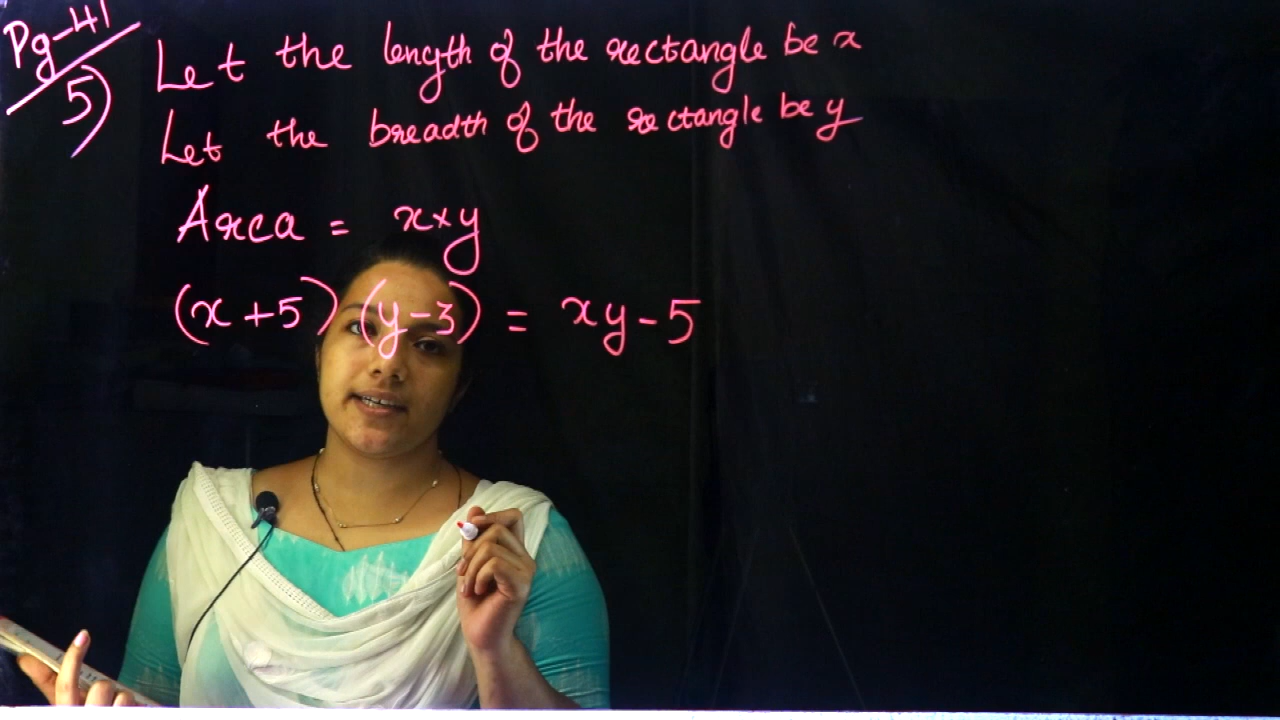 Pg-41
5)
Let the length of the rectangle be x
Let the breadth of the rectangle be y
Area = x×y
(x+5)(y-3) = xy-5